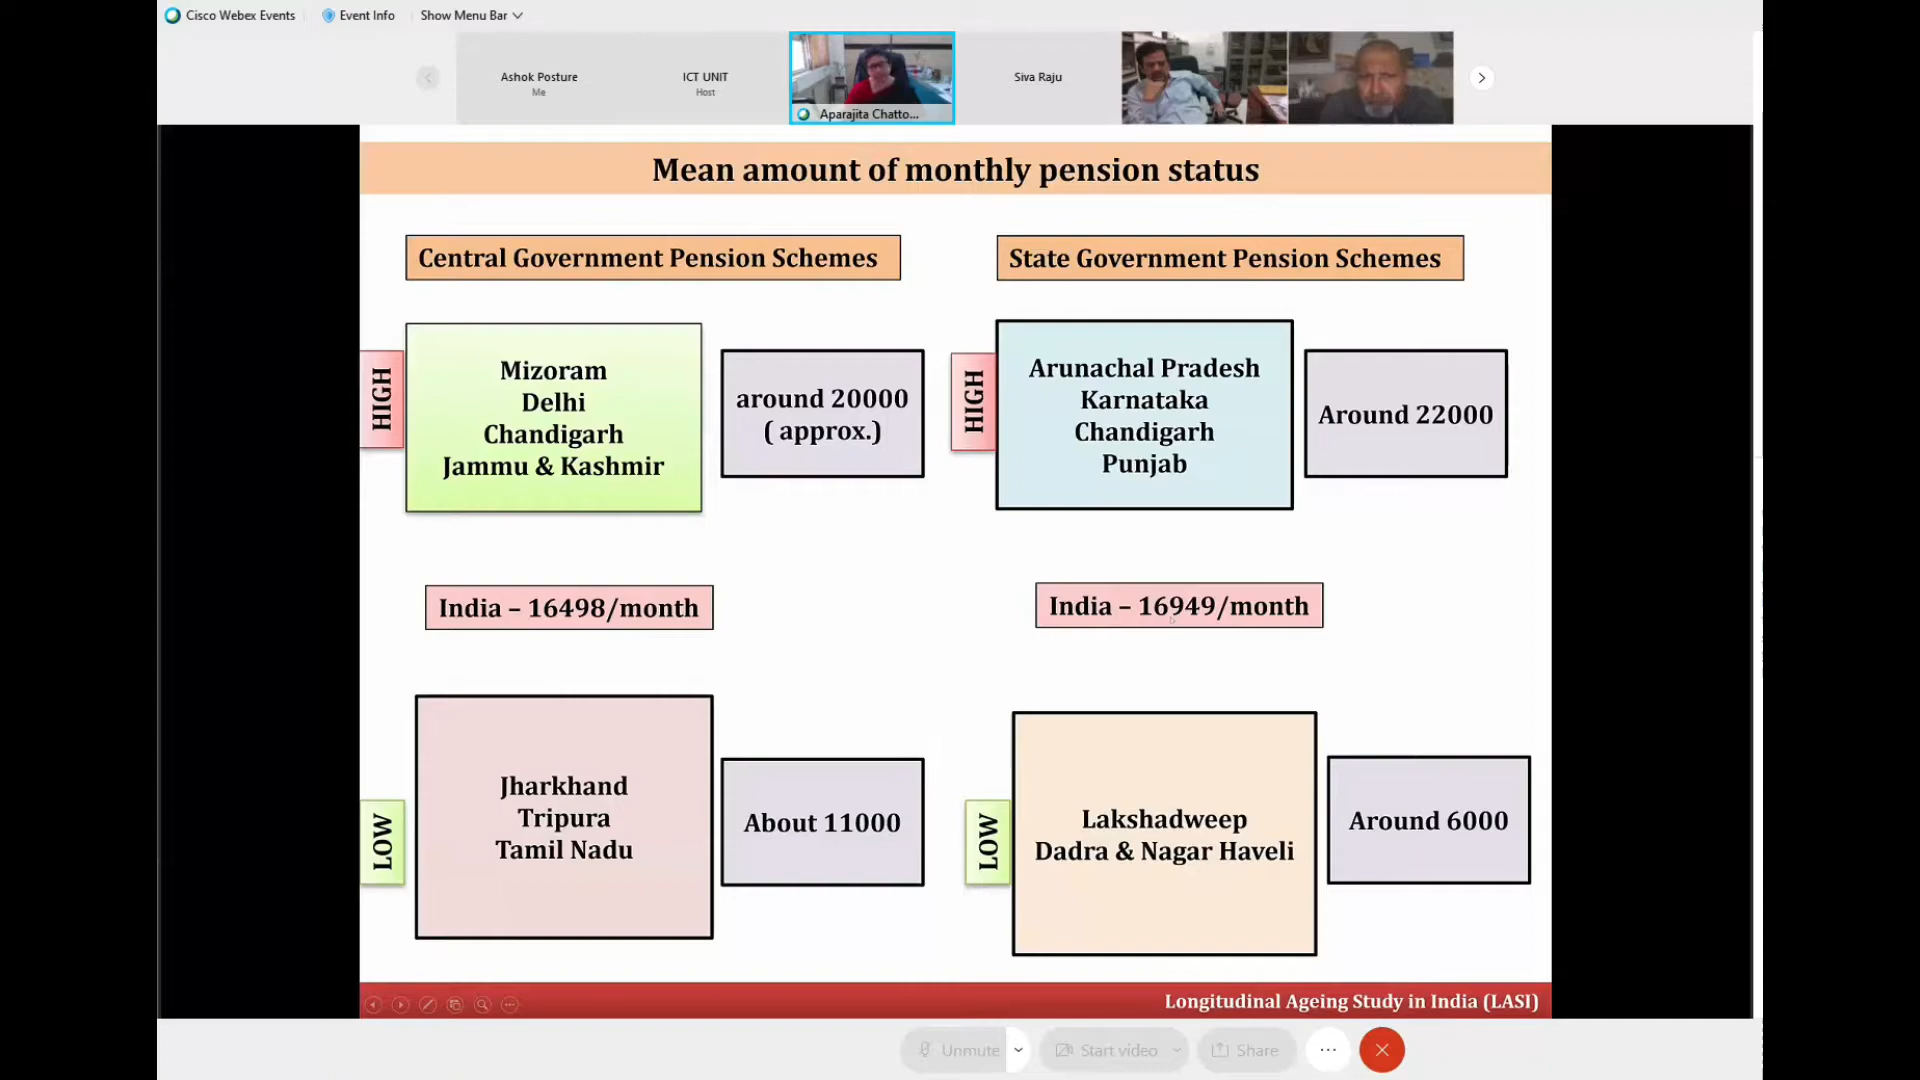 Cisco Webex Events
Event Info
Show Menu Bar
Ashok Posture
Me
ICT UNIT
Host
Aparajita Chatto...
Siva Raju
Mean amount of monthly pension status
Central Government Pension Schemes
State Government Pension Schemes
HIGH
Mizoram
Delhi
Chandigarh
Jammu & Kashmir
around 20000
( approx.)
HIGH
Arunachal Pradesh
Karnataka
Chandigarh
Punjab
Around 22000
India – 16498/month
India – 16949/month
LOW
Jharkhand
Tripura
Tamil Nadu
About 11000
LOW
Lakshadweep
Dadra & Nagar Haveli
Around 6000
Longitudinal Ageing Study in India (LASI)
Unmute
Start video
Share